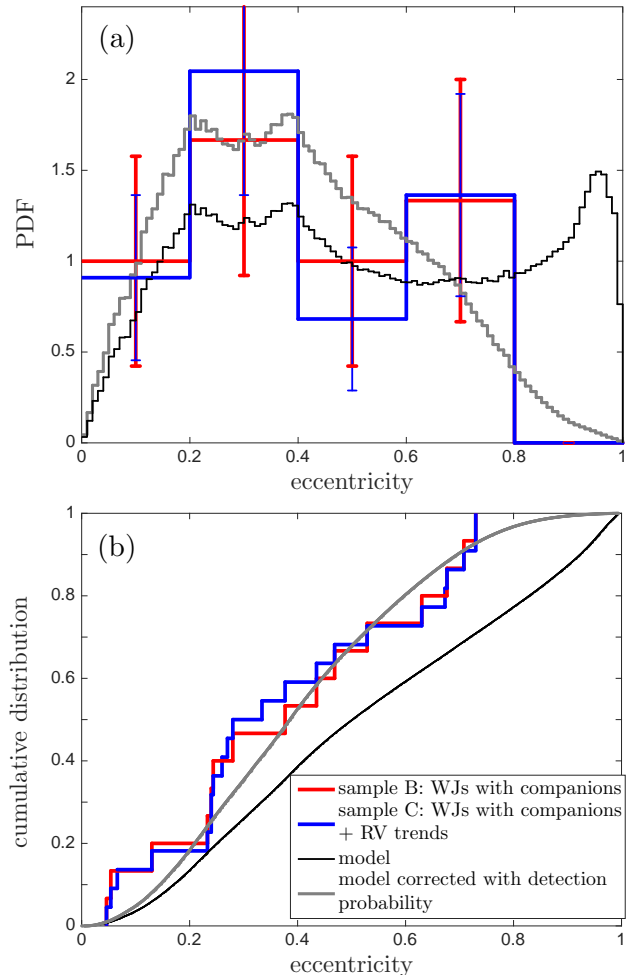 (a)
2
1.5
1
0.5
0
PDF
0 0.2 0.4 0.6 0.8 1
eccentricity
(b)
1
0.8
0.6
0.4
0.2
0
cumulative distribution
sample B: WJs with companions
sample C: WJs with companions
+ RV trends
model
model corrected with detection
probability
0 0.2 0.4 0.6 0.8 1
eccentricity